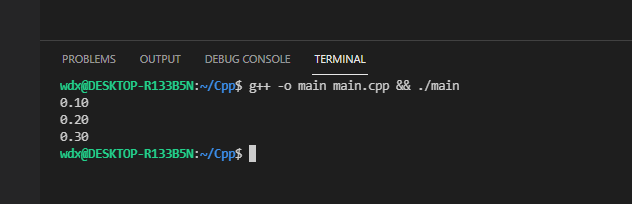 PROBLEMS OUTPUT DEBUG CONSOLE TERMINAL
wdx@DESKTOP-R133B5N:~/Cpp$ g++ -o main main.cpp && ./main
0.10
0.20
0.30
wdx@DESKTOP-R133B5N:~/Cpp$